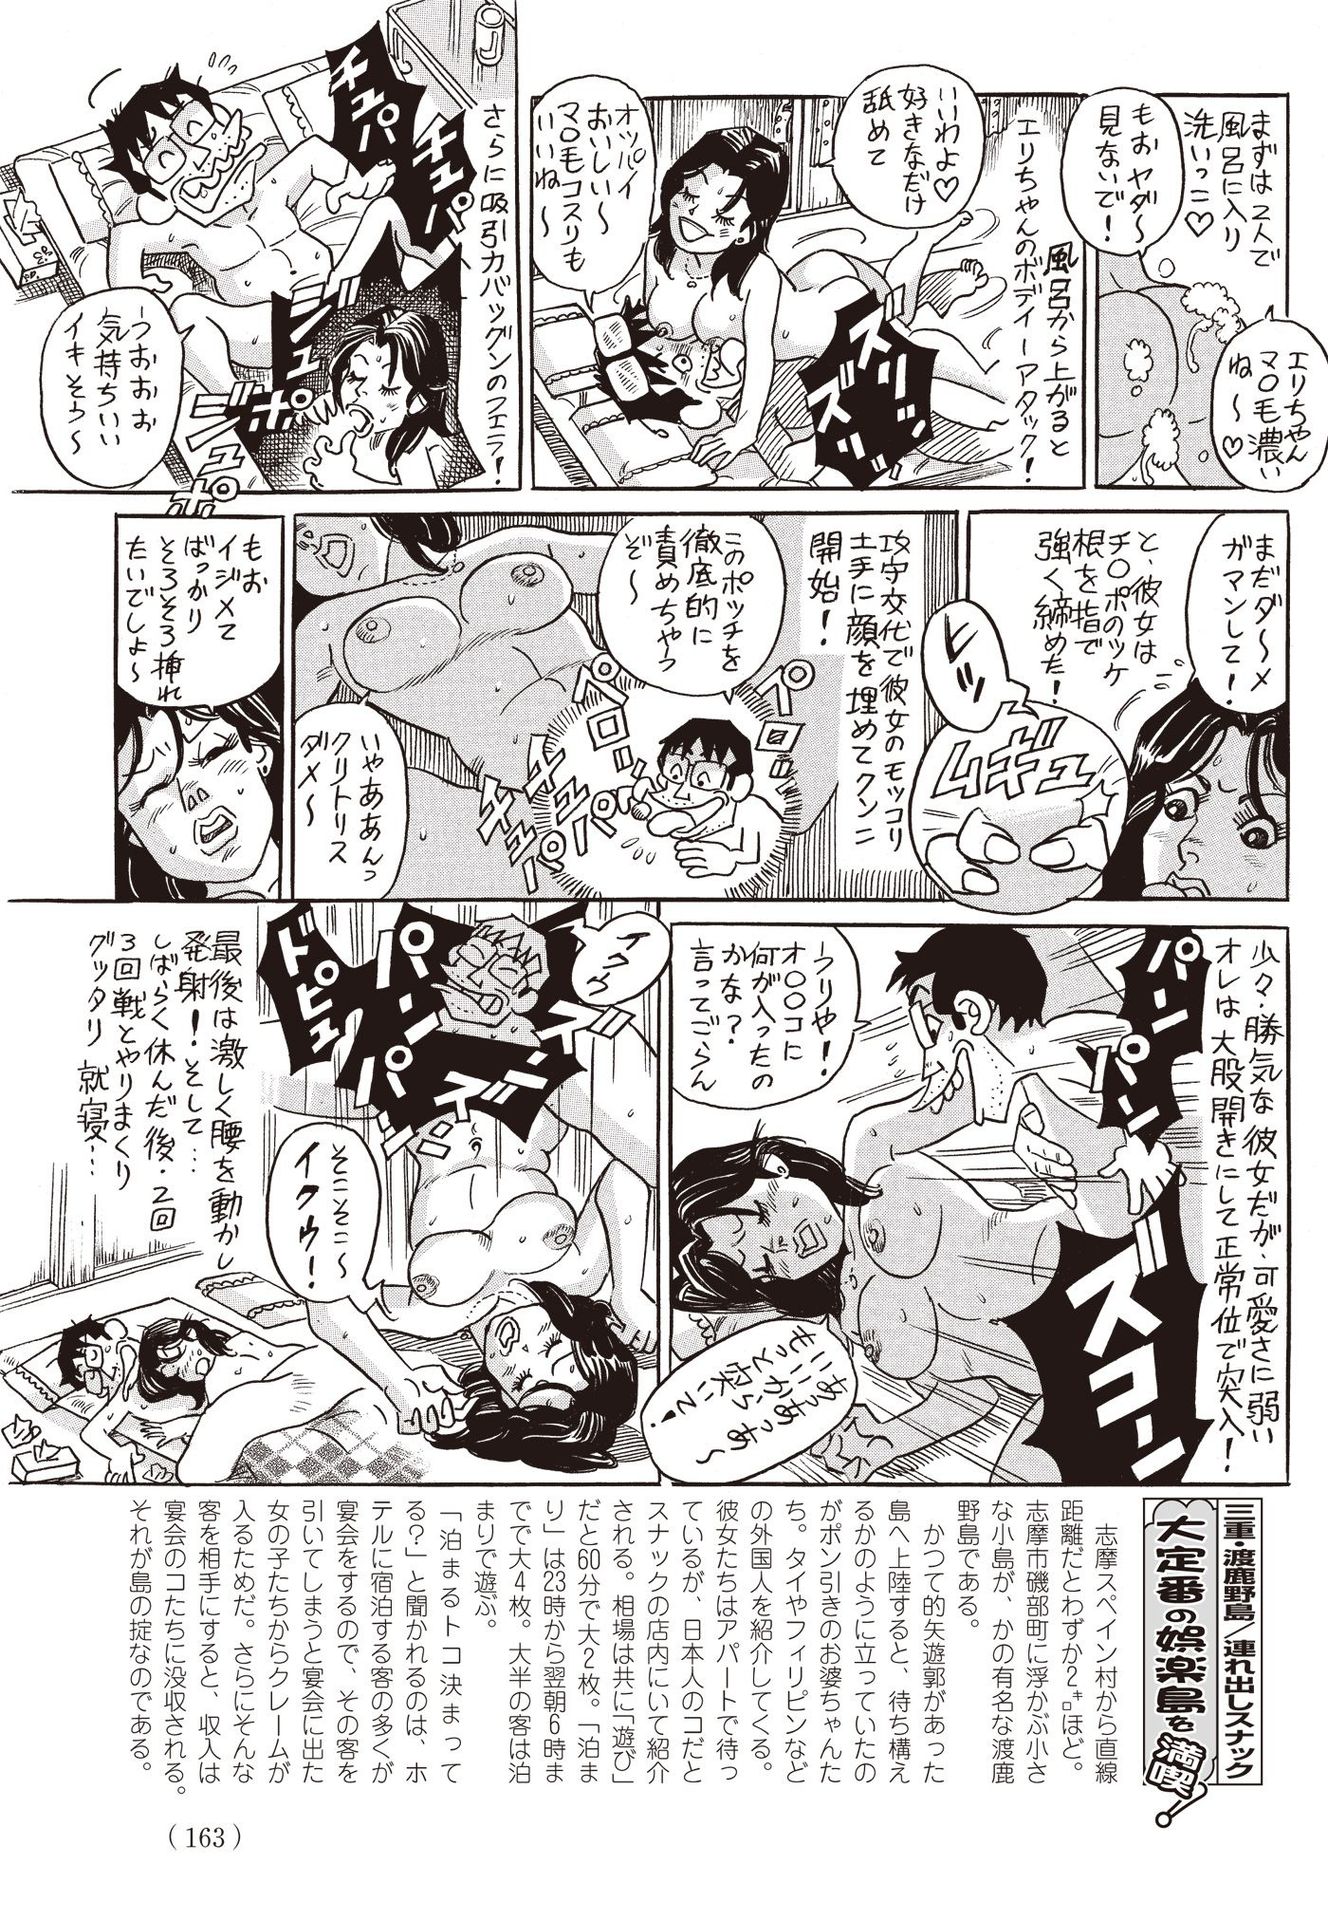 まずは2人で
風呂に入り
洗いっこ♡
もおヤダ〜
見ないで!
エリちゃん
マ○毛濃い
ね〜♡
風呂から上がると
エリちゃんのボディーアタック!
いいわよ♡
好きなだけ
舐めて
オッパイ
おいしい〜
マ○毛コスリも
いいね〜
ズリ
ズズ
さらに吸引力バツグンのフェラ!
チュパ
チュパ
ジュポ
ジュポ
うおおお
気持ちいい
イキそう〜
まだダ〜メ
ガマンして!
と、彼女は
チ○ポのツケ
根を指で
強く締めた!
ビッ
ムギュ
攻守交代で彼女のモッコリ
土手に顔を埋めてクンニ
開始!
このポッチを
徹底的に
責めちゃう
ぞ〜
ペロ
ペロッ
チュパ
チュパ
いやああんっ
クリトリス
ダメ〜
もお
イジメて
ばっかり
そろそろ挿れ
たいでしょ〜
少々勝気な彼女だが、可愛さに弱い
オレは大股開きにして正常位で突入!
パン
パン
ズコン
うりゃ!
オ○○コに
何が入ったの
かな?
言ってごらん
あっあ〜
いいわよっ
もっと突いて!
パン
パン
ドピュ
イクウ!
最後は激しく腰を動かし
発射!そして…
しばらく休んだ後、2回
3回戦とやりまくり
グッタリ就寝…
三重・渡鹿野島/連れ出しスナック
大定番の娯楽島を満喫!
志摩スペイン村から直線
距離だとわずか2㌔ほど。
志摩市磯部町に浮かぶ小さ
な小島が、かの有名な渡鹿
野島である。
かつて的矢遊郭があった
島へ上陸すると、待ち構え
るかのように立っていたの
がポン引きのお婆ちゃんた
ち。タイやフィリピンなど
の外国人を紹介してくる。
彼女たちはアパートで待っ
ているが、日本人のコだと
スナックの店内にいて紹介
される。相場は共に「遊び」
だと60分で大2枚。「泊ま
り」は23時から翌朝6時ま
でで大4枚。大半の客は泊
まりで遊ぶ。
「泊まるトコ決まって
る?」と聞かれるのは、ホ
テルに宿泊する客の多くが
宴会をするので、その客を
引いてしまうと宴会に出た
女の子たちからクレームが
入るためだ。さらにそんな
客を相手にすると、収入は
宴会のコたちに没収される。
それが島の掟なのである。
(163)